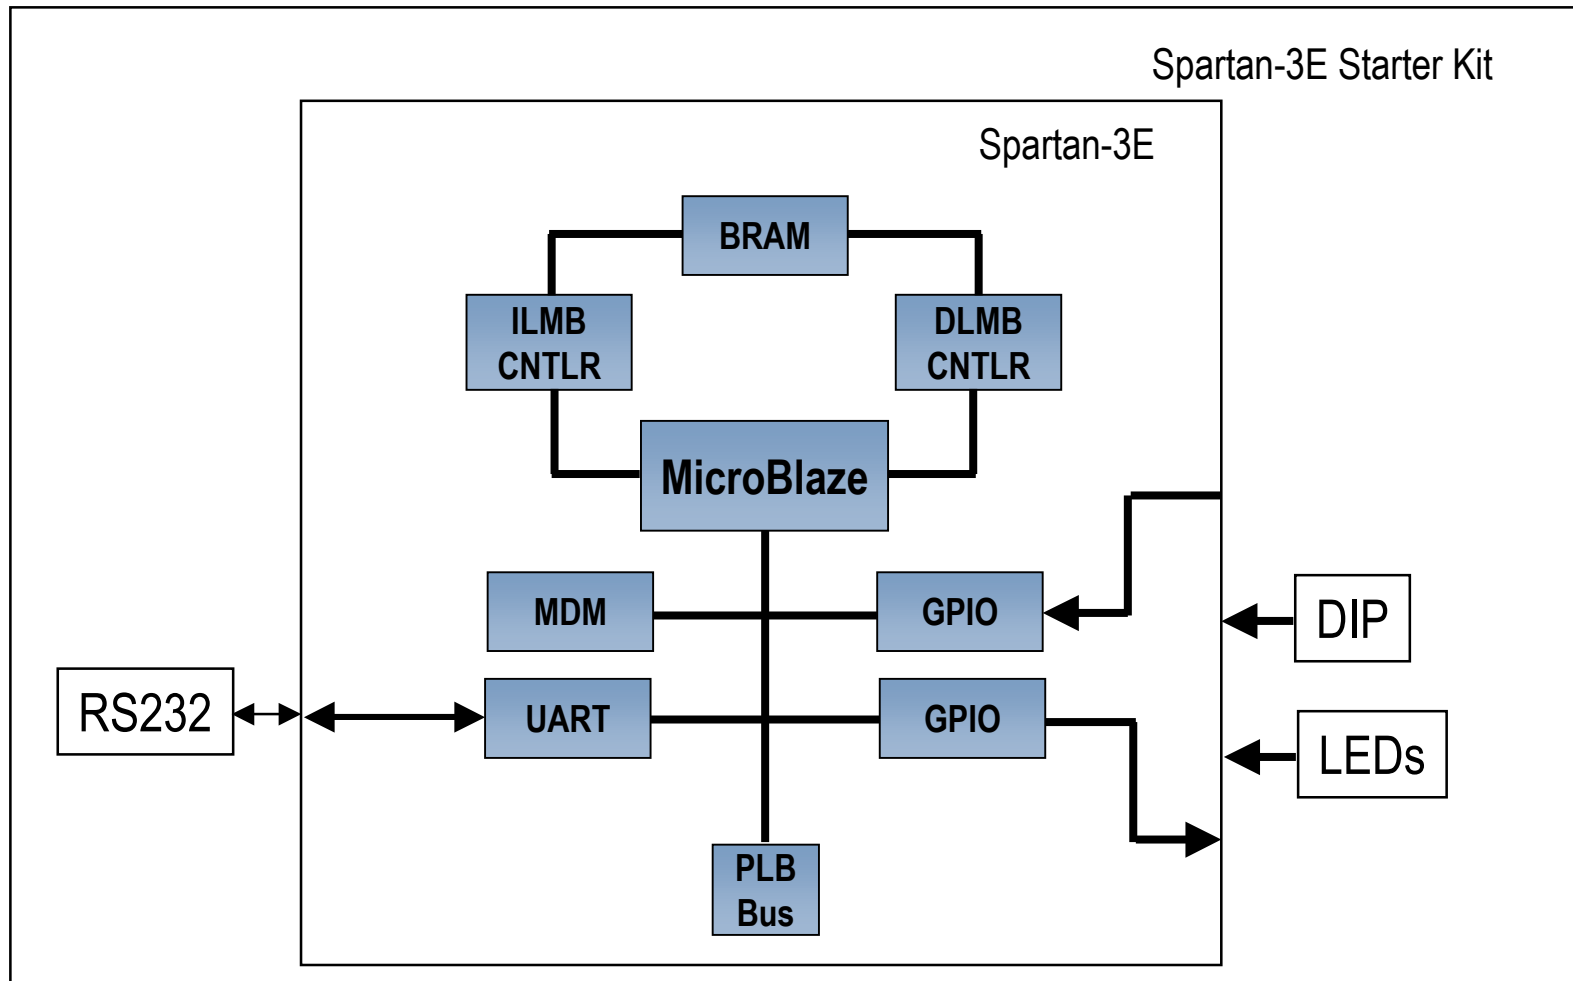 Spartan-3E Starter Kit
Spartan-3E
BRAM
ILMB
CNTLR
DLMB
CNTLR
MicroBlaze
MDM
GPIO
DIP
RS232
UART
GPIO
LEDs
PLB
Bus